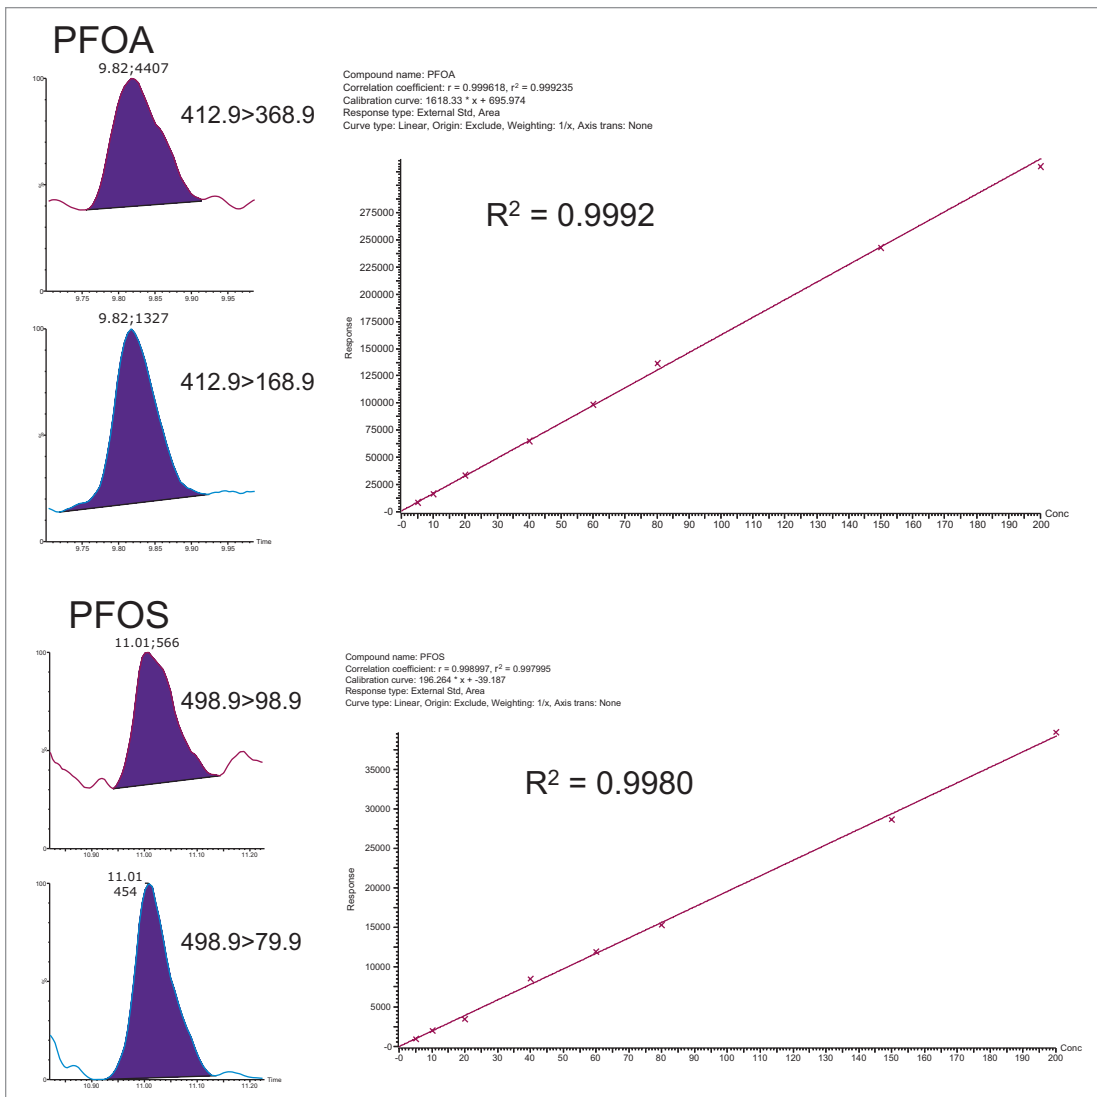 PFOA
9.82;4407
100
%
0
412.9>368.9
9.75 9.80 9.85 9.90 9.95
9.82;1327
100
%
0
412.9>168.9
9.75 9.80 9.85 9.90 9.95
Time
Compound name: PFOA
Correlation coefficient: r = 0.999618, r² = 0.999235
Calibration curve: 1618.33 * x + 695.974
Response type: External Std, Area
Curve type: Linear, Origin: Exclude, Weighting: 1/x, Axis trans: None
R² = 0.9992
Response
275000
250000
225000
200000
175000
150000
125000
100000
75000
50000
25000
-0
-0 10 20 30 40 50 60 70 80 90 100 110 120 130 140 150 160 170 180 190 200
Conc
PFOS
11.01;566
100
%
0
498.9>98.9
10.90 11.00 11.10 11.20
11.01
454
100
%
0
498.9>79.9
10.90 11.00 11.10 11.20
Time
Compound name: PFOS
Correlation coefficient: r = 0.998997, r² = 0.997995
Calibration curve: 196.264 * x + -39.187
Response type: External Std, Area
Curve type: Linear, Origin: Exclude, Weighting: 1/x, Axis trans: None
R² = 0.9980
Response
35000
30000
25000
20000
15000
10000
5000
-0
-0 10 20 30 40 50 60 70 80 90 100 110 120 130 140 150 160 170 180 190 200
Conc